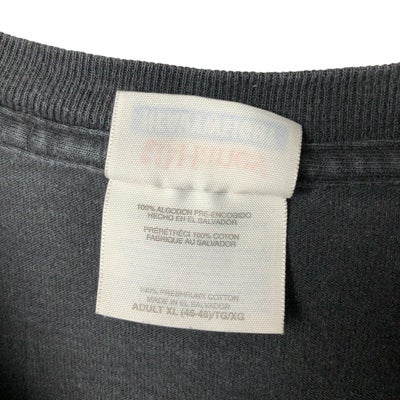 100% ALGODON PRE-ENCOGIDO
HECHO EN EL SALVADOR
PRÉRÉTRÉCI 100% COTON
FABRIQUE AU SALVADOR
100% PRESHRUNK COTTON
MADE IN EL SALVADOR
ADULT XL (46-48)/TG/XG